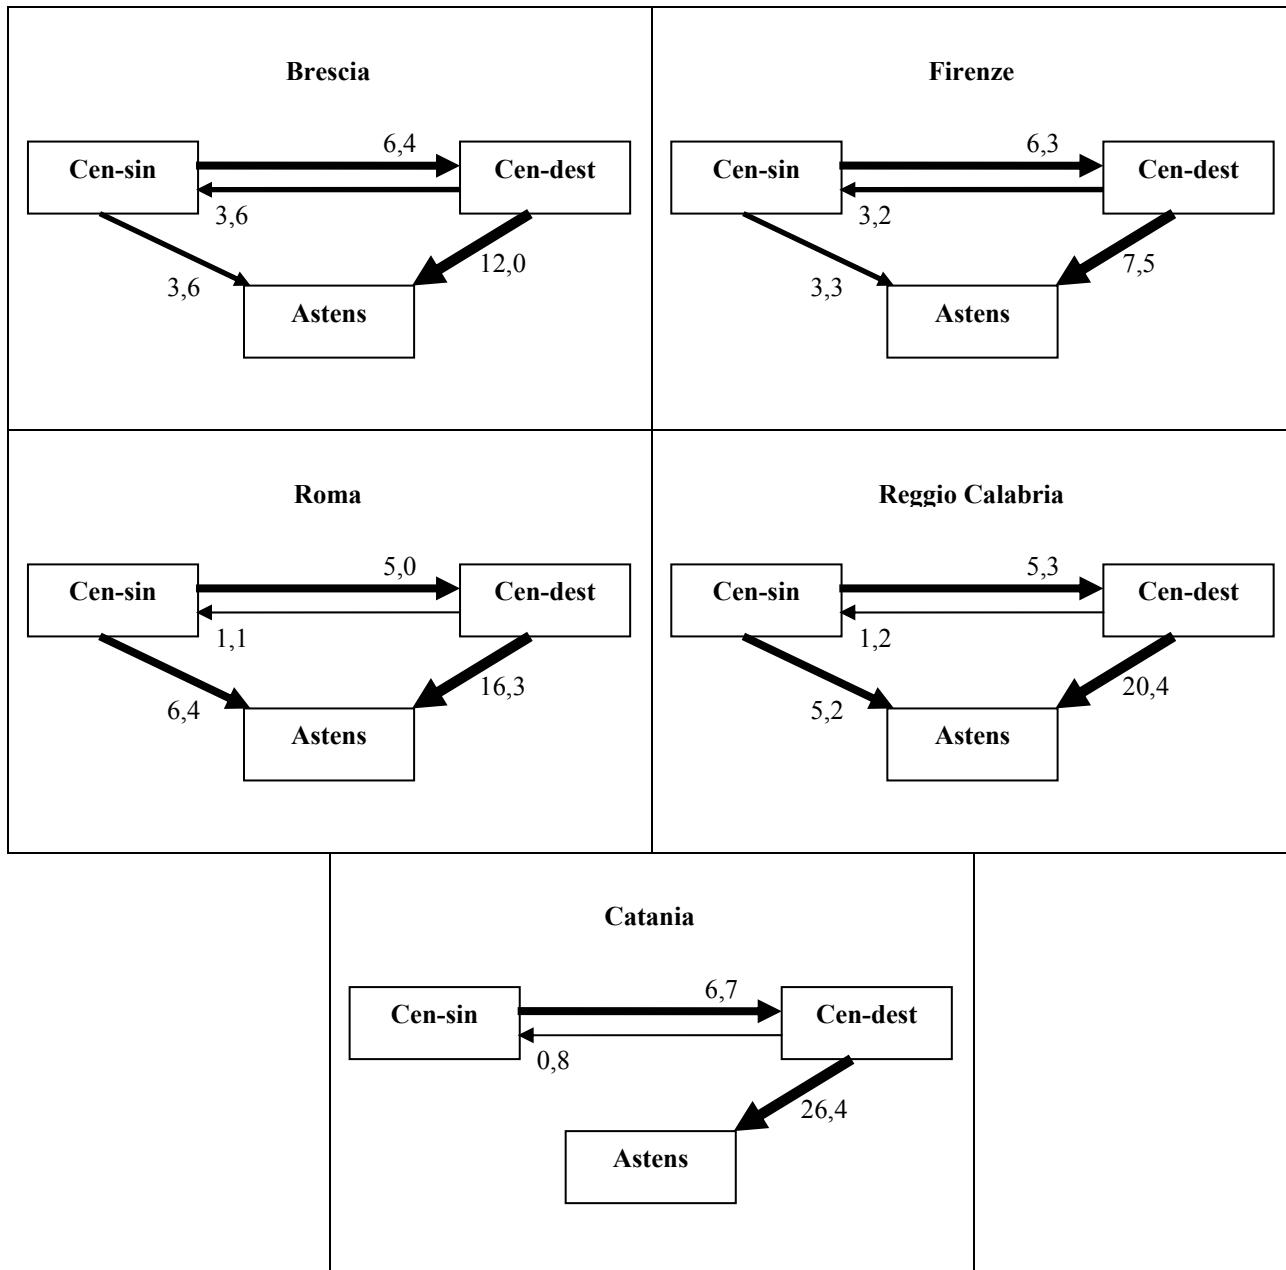 Brescia
6,4
Cen-sin
Cen-dest
3,6
12,0
3,6
Astens
Firenze
6,3
Cen-sin
Cen-dest
3,2
7,5
3,3
Astens
Roma
5,0
Cen-sin
Cen-dest
1,1
16,3
6,4
Astens
Reggio Calabria
5,3
Cen-sin
Cen-dest
1,2
20,4
5,2
Astens
Catania
6,7
Cen-sin
Cen-dest
0,8
26,4
Astens